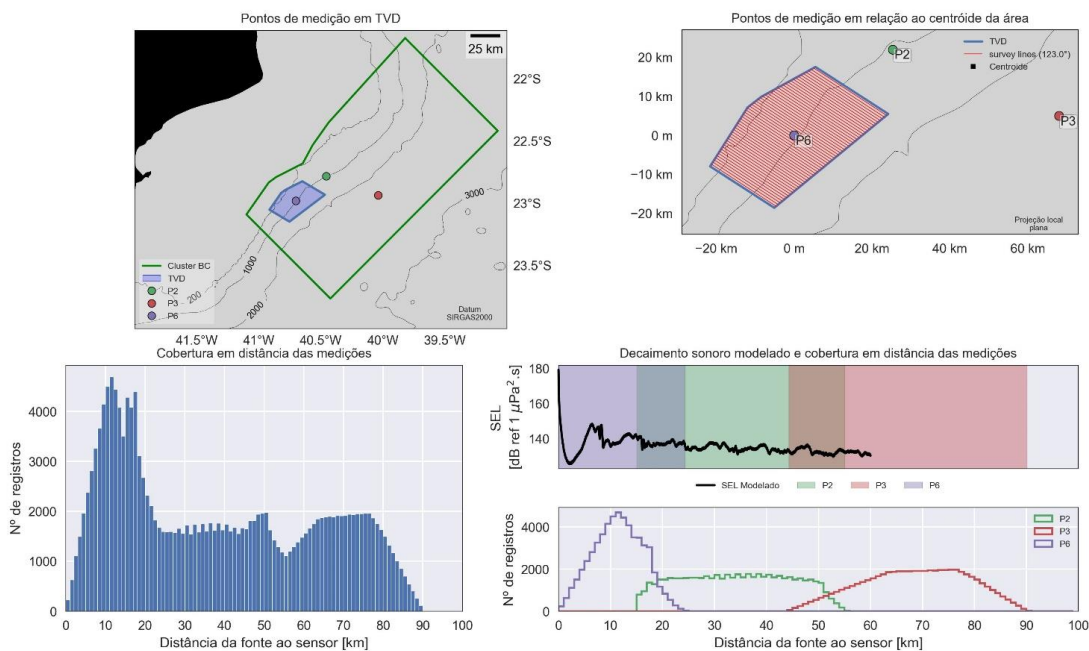 Pontos de medição em TVD
25 km
22°S
22.5°S
23°S
23.5°S
3000
1000
200
2000
Cluster BC
TVD
P2
P3
P6
Datum
SIRGAS2000
41.5°W
41°W
40.5°W
40°W
39.5°W
Pontos de medição em relação ao centróide da área
20 km
10 km
0 m
−10 km
−20 km
P2
P3
P6
TVD
survey lines (123.0°)
Centroide
Projeção local
plana
−20 km
0 m
20 km
40 km
60 km
Cobertura em distância das medições
Nº de registros
4000
3000
2000
1000
0
0 10 20 30 40 50 60 70 80 90 100
Distância da fonte ao sensor [km]
Decaimento sonoro modelado e cobertura em distância das medições
SEL
[dB ref 1 µPa².s]
180
160
140
SEL Modelado
P2
P3
P6
Nº de registros
4000
2000
0
P2
P3
P6
0 10 20 30 40 50 60 70 80 90 100
Distância da fonte ao sensor [km]